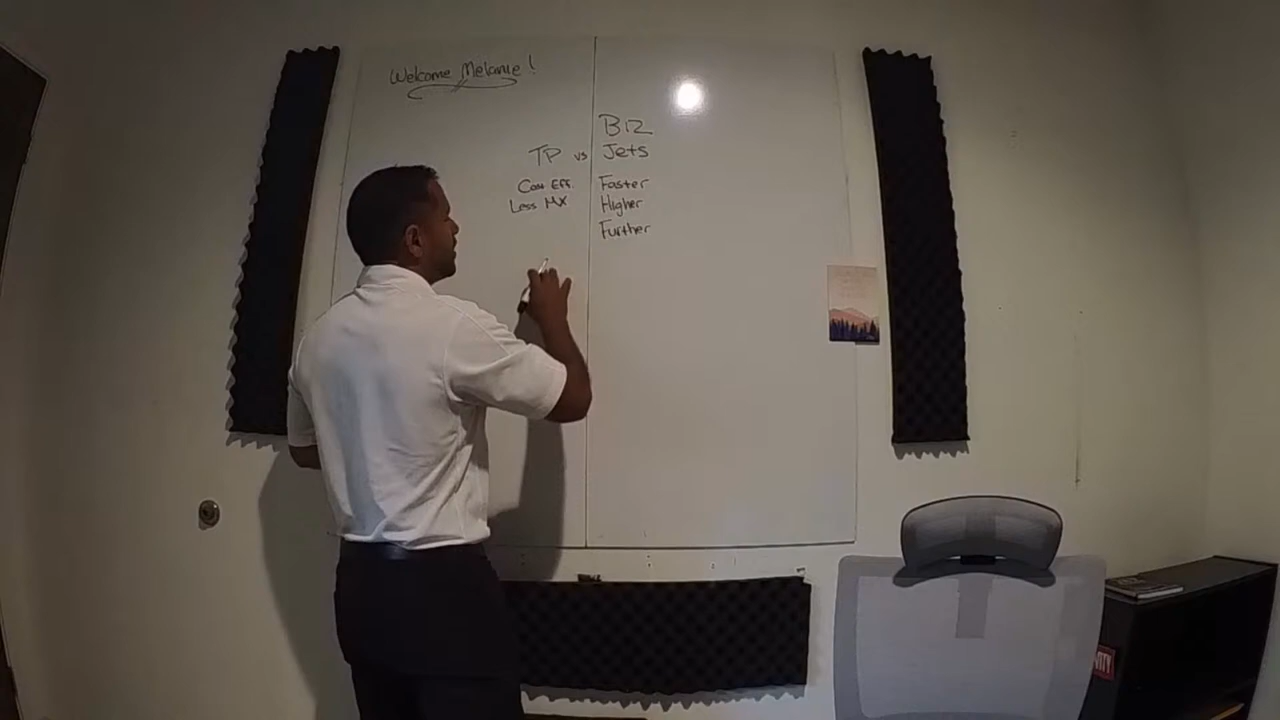 Welcome Melanie!
Biz
TP vs Jets
Cost Eff. Faster
Less MX Higher
Further